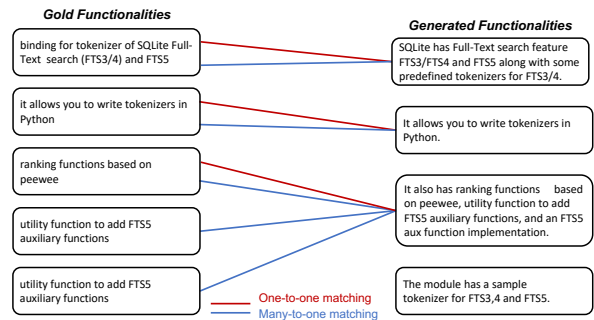 Gold Functionalities
binding for tokenizer of SQLite Full-
Text search (FTS3/4) and FTS5
it allows you to write tokenizers in
Python
ranking functions based on
peewee
utility function to add FTS5
auxiliary functions
utility function to add FTS5
auxiliary functions
Generated Functionalities
SQLite has Full-Text search feature
FTS3/FTS4 and FTS5 along with some
predefined tokenizers for FTS3/4.
It allows you to write tokenizers in
Python.
It also has ranking functions based
on peewee, utility function to add
FTS5 auxiliary functions, and an FTS5
aux function implementation.
The module has a sample
tokenizer for FTS3,4 and FTS5.
One-to-one matching
Many-to-one matching